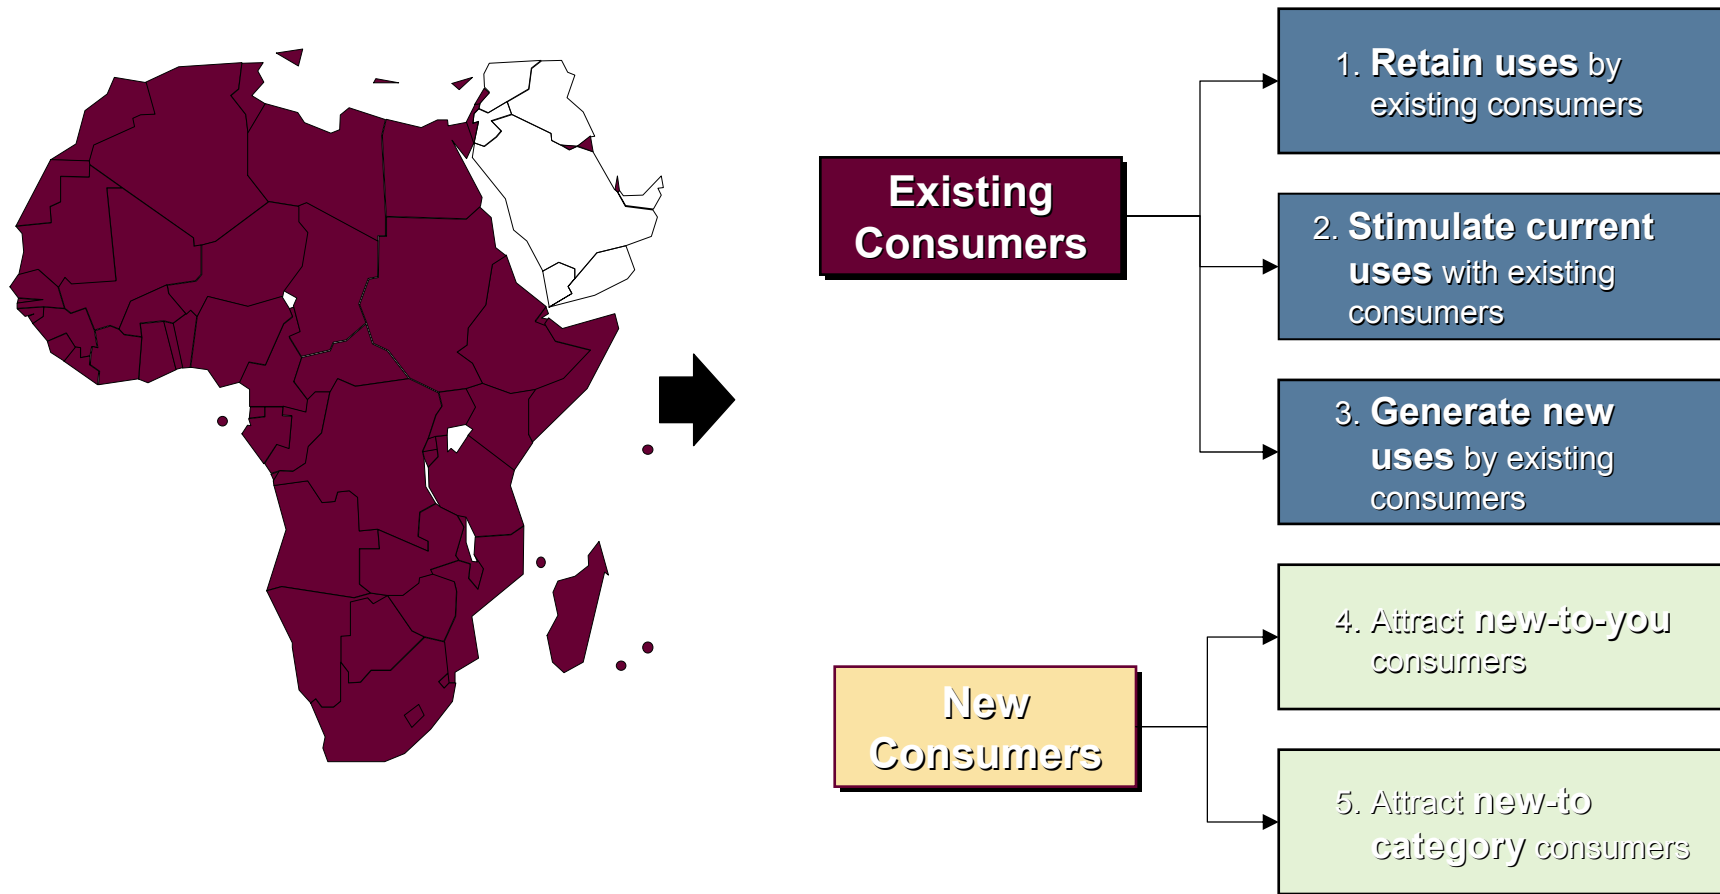 Existing
Consumers
1. Retain uses by
existing consumers
2. Stimulate current
uses with existing
consumers
3. Generate new
uses by existing
consumers
New
Consumers
4. Attract new-to-you
consumers
5. Attract new-to
category consumers